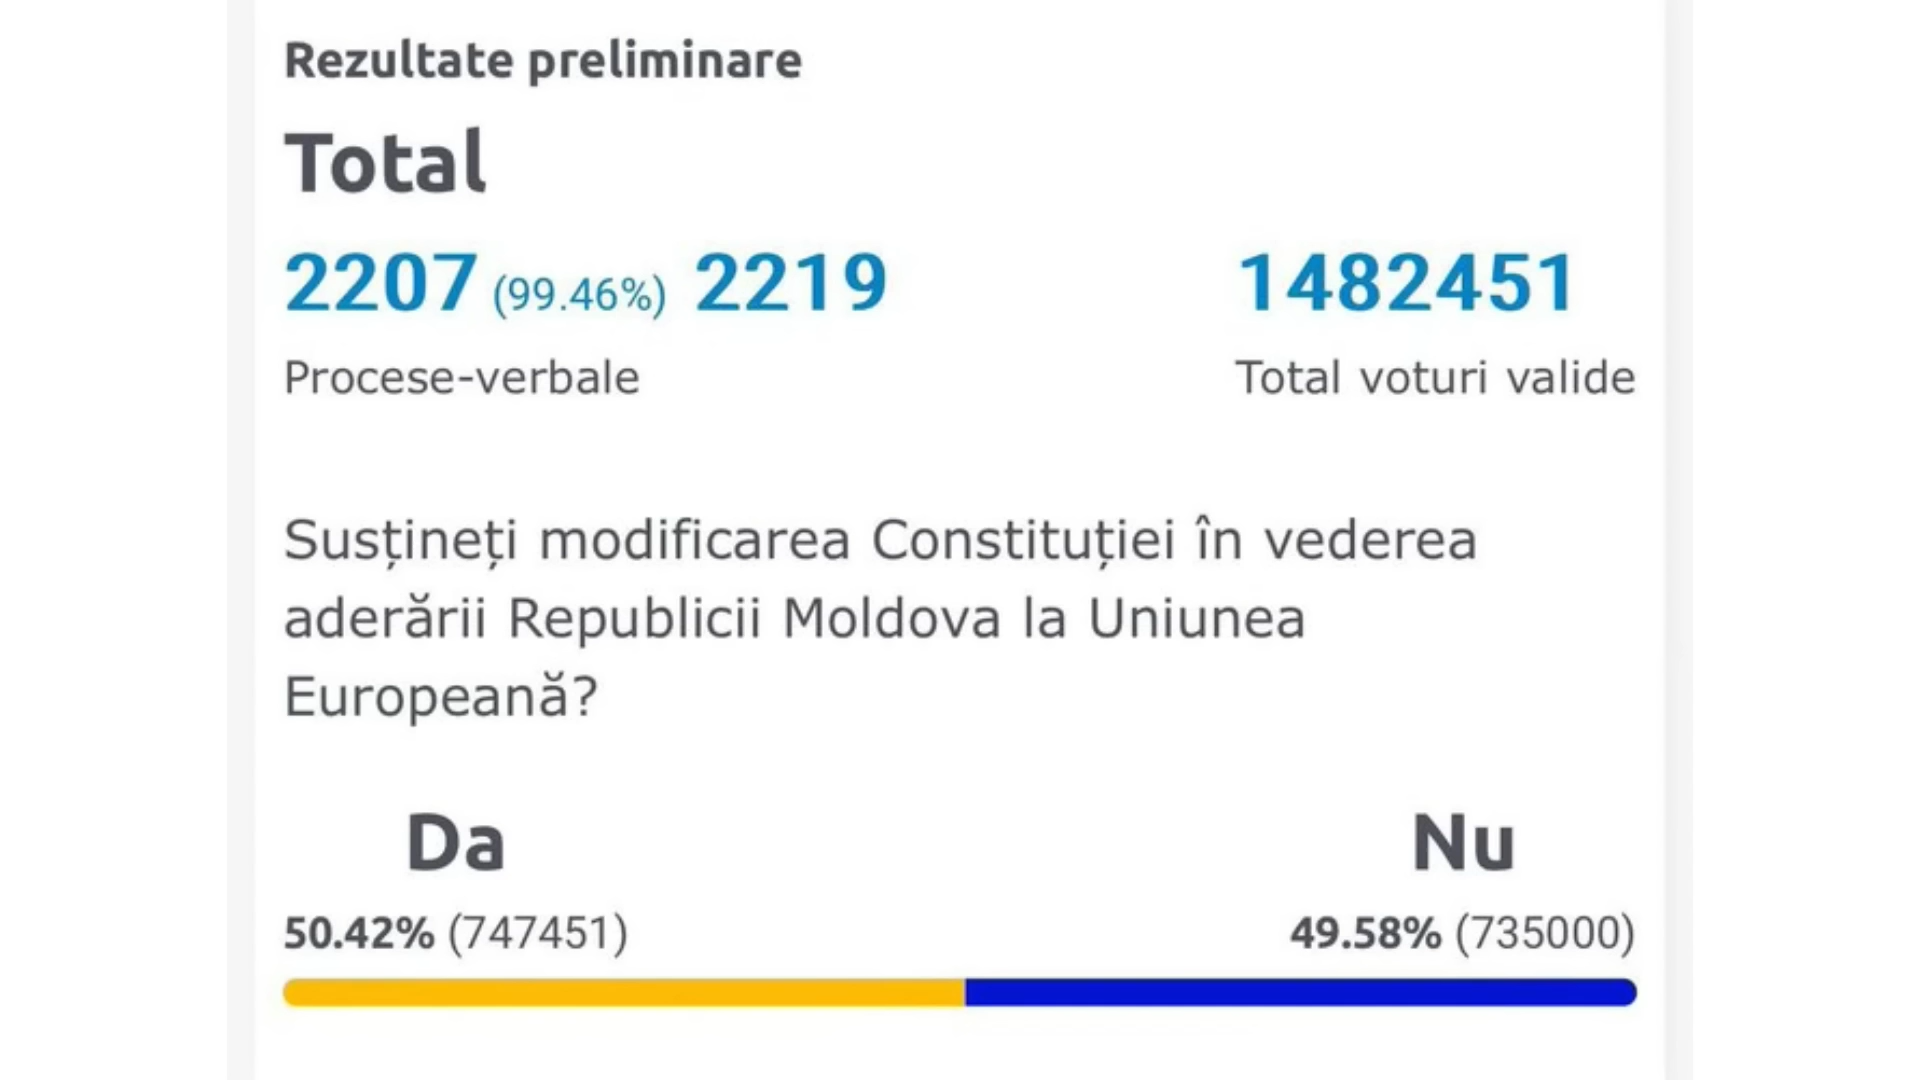 Rezultate preliminare
Total
2207 (99.46%) 2219
Procese-verbale
1482451
Total voturi valide
Susțineți modificarea Constituției în vederea
aderării Republicii Moldova la Uniunea
Europeană?
Da
50.42% (747451)
Nu
49.58% (735000)